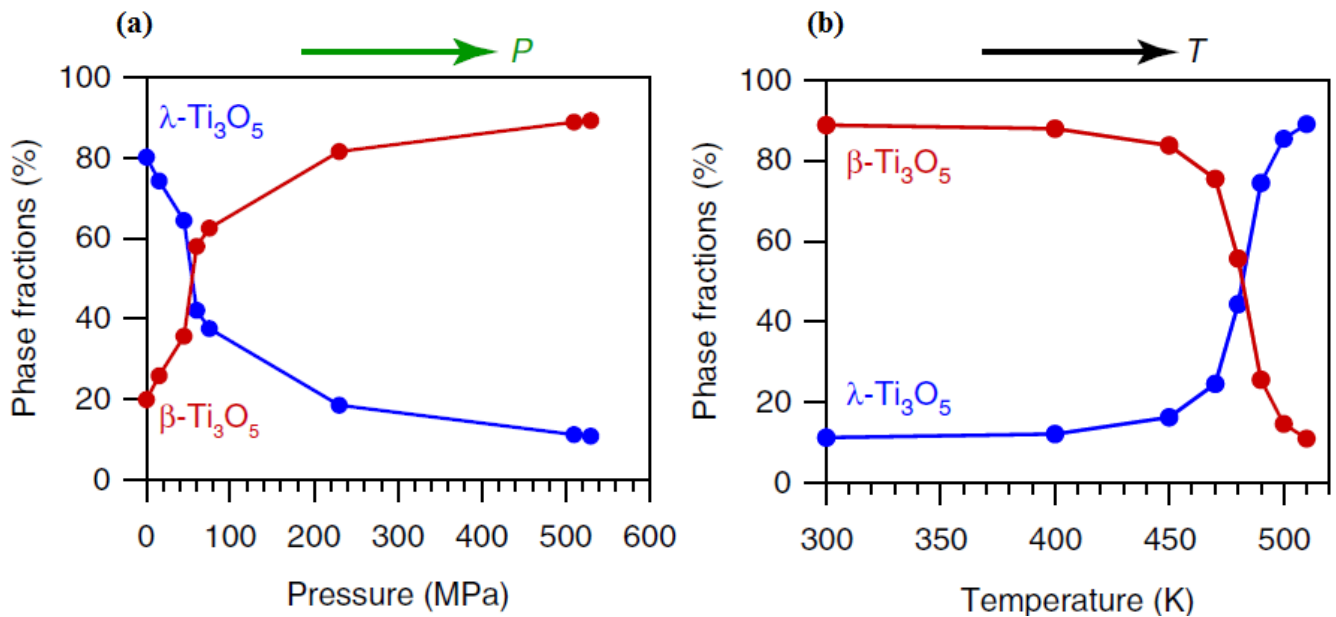 (a)
P
Phase fractions (%)
100
80
60
40
20
0
λ-Ti₃O₅
β-Ti₃O₅
0 100 200 300 400 500 600
Pressure (MPa)
(b)
T
Phase fractions (%)
100
80
60
40
20
0
β-Ti₃O₅
λ-Ti₃O₅
300 350 400 450 500
Temperature (K)